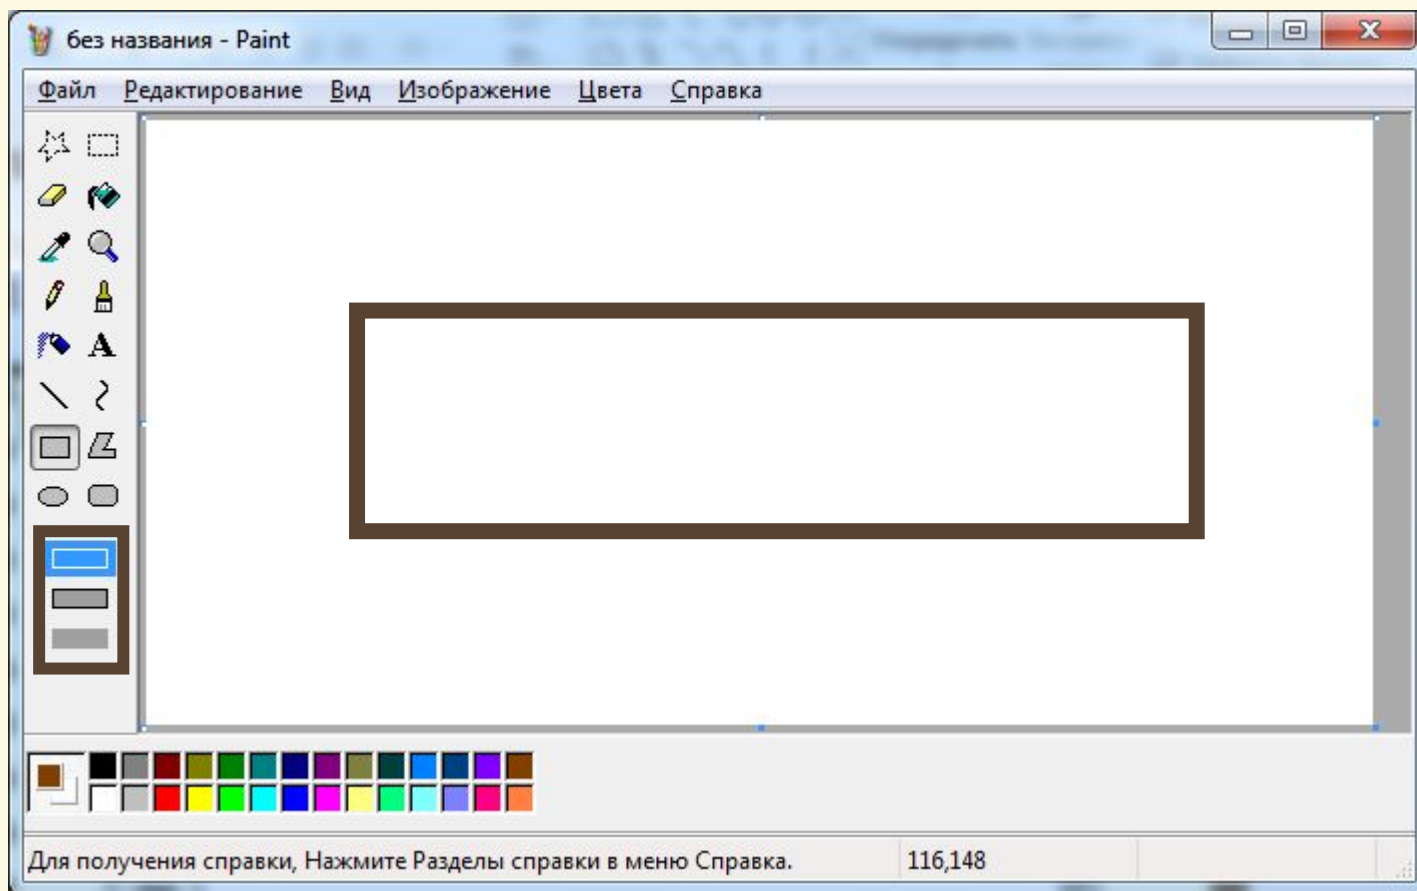 без названия - Paint
Файл Редактирование Вид Изображение Цвета Справка
A
Для получения справки, Нажмите Разделы справки в меню Справка. 116,148